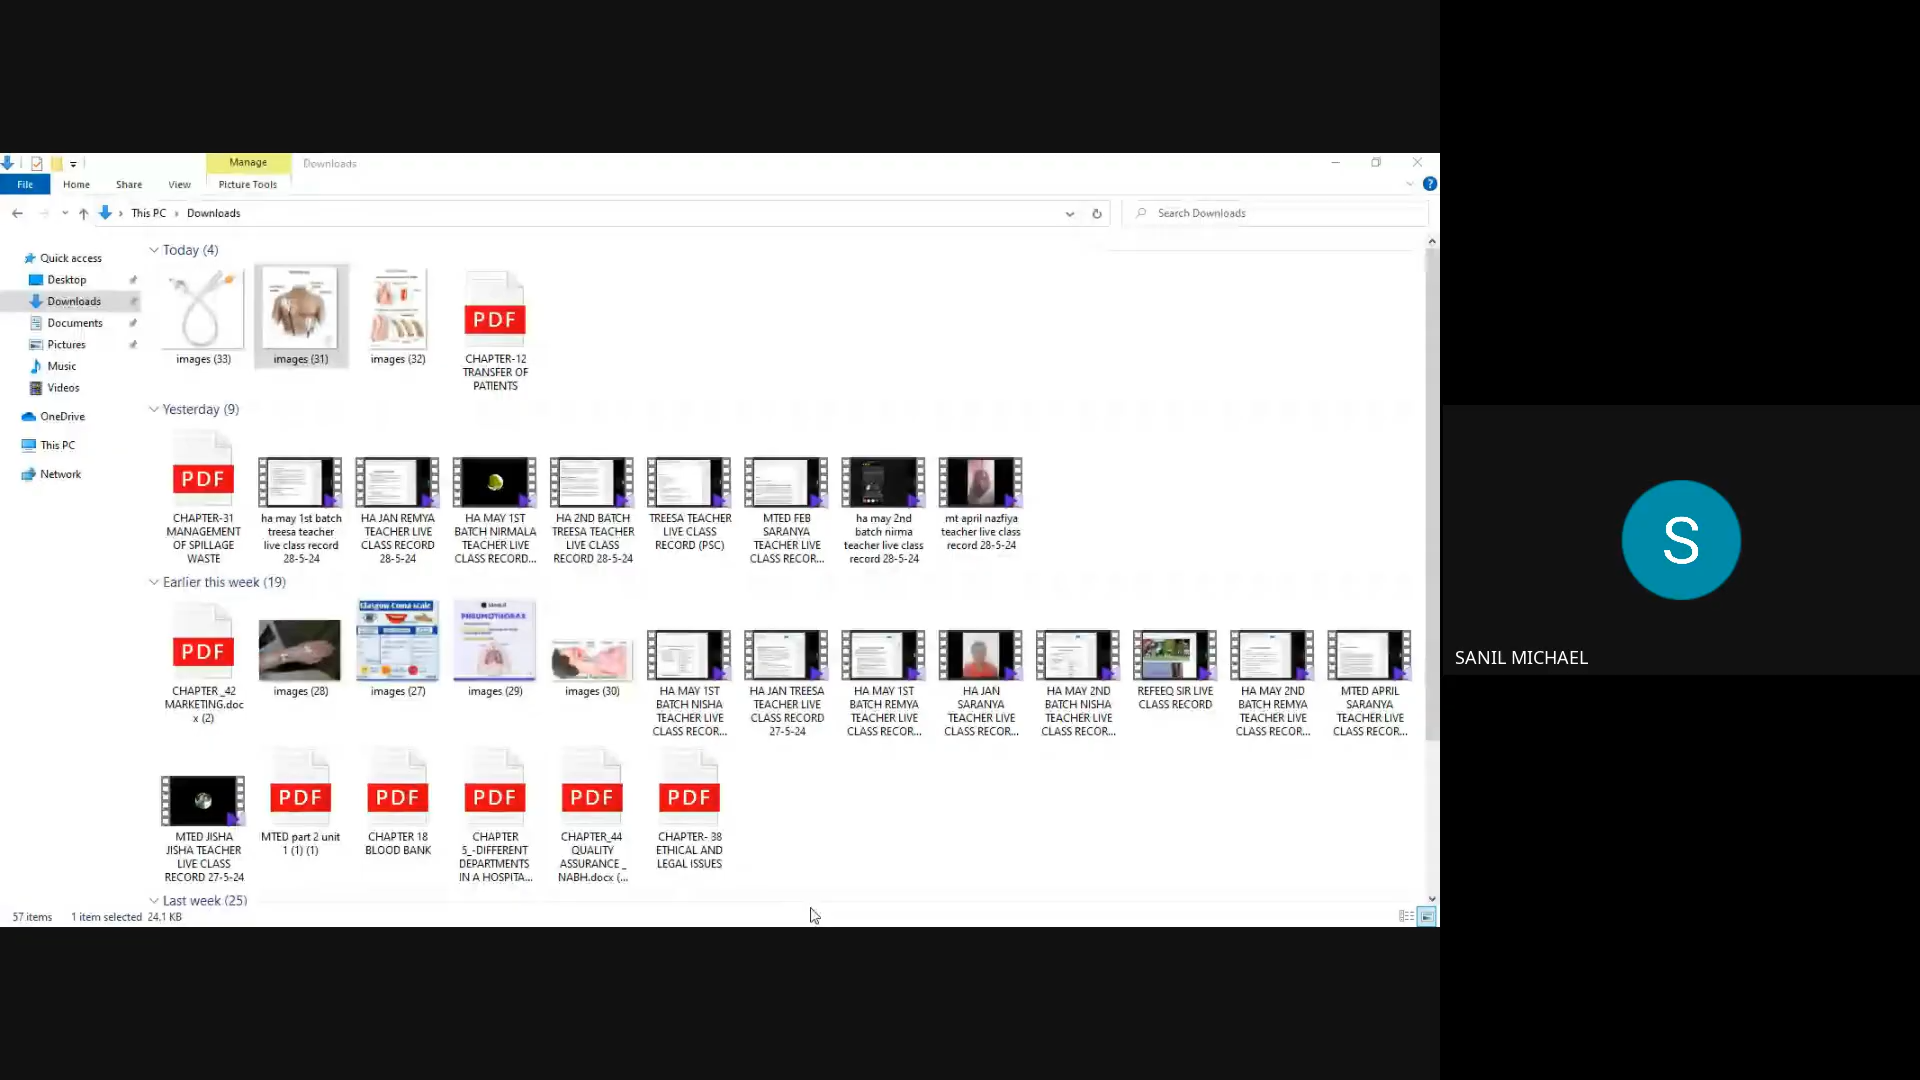 Manage
Downloads
File
Home
Share
View
Picture Tools
This PC
Downloads
Search Downloads
Quick access
Desktop
Downloads
Documents
Pictures
Music
Videos
OneDrive
This PC
Network
Today (4)
images (33)
images (31)
images (32)
PDF
CHAPTER-12
TRANSFER OF
PATIENTS
Yesterday (9)
PDF
CHAPTER-31
MANAGEMENT
OF SPILLAGE
WASTE
ha may 1st batch
treesa teacher
live class record
28-5-24
HA JAN REMYA
TEACHER LIVE
CLASS RECORD
28-5-24
HA MAY 1ST
BATCH NIRMALA
TEACHER LIVE
CLASS RECORD...
HA 2ND BATCH
TREESA TEACHER
LIVE CLASS
RECORD 28-5-24
TREESA TEACHER
LIVE CLASS
RECORD (PSC)
MTED FEB
SARANYA
TEACHER LIVE
CLASS RECOR...
ha may 2nd
batch nirma
teacher live class
record 28-5-24
mt april nazfiya
teacher live class
record 28-5-24
Earlier this week (19)
PDF
CHAPTER _42
MARKETING.doc
x (2)
images (28)
Glasgow Coma scale
images (27)
PNEUMOTHORAX
images (29)
images (30)
HA MAY 1ST
BATCH NISHA
TEACHER LIVE
CLASS RECOR...
HA JAN TREESA
TEACHER LIVE
CLASS RECORD
27-5-24
HA MAY 1ST
BATCH REMYA
TEACHER LIVE
CLASS RECOR...
HA JAN
SARANYA
TEACHER LIVE
CLASS RECOR...
HA MAY 2ND
BATCH NISHA
TEACHER LIVE
CLASS RECOR...
REFEEQ SIR LIVE
CLASS RECORD
HA MAY 2ND
BATCH REMYA
TEACHER LIVE
CLASS RECOR...
MTED APRIL
SARANYA
TEACHER LIVE
CLASS RECOR...
MTED JISHA
JISHA TEACHER
LIVE CLASS
RECORD 27-5-24
PDF
MTED part 2 unit
1 (1) (1)
PDF
CHAPTER 18
BLOOD BANK
PDF
CHAPTER
5_-DIFFERENT
DEPARTMENTS
IN A HOSPITA...
PDF
CHAPTER_44
QUALITY
ASSURANCE _
NABH.docx (...
PDF
CHAPTER- 38
ETHICAL AND
LEGAL ISSUES
Last week (25)
57 items
1 item selected 24.1 KB
S
SANIL MICHAEL